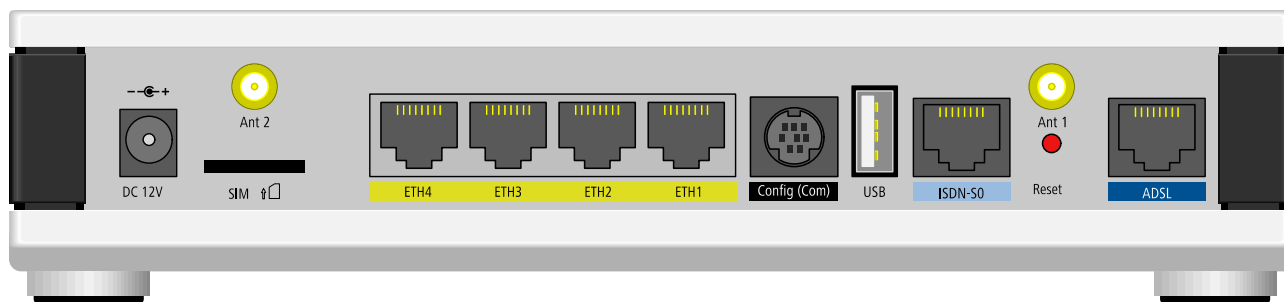 Ant 2
Ant 1
DC 12V
SIM
ETH4
ETH3
ETH2
ETH1
Config (Com)
USB
ISDN-S0
Reset
ADSL